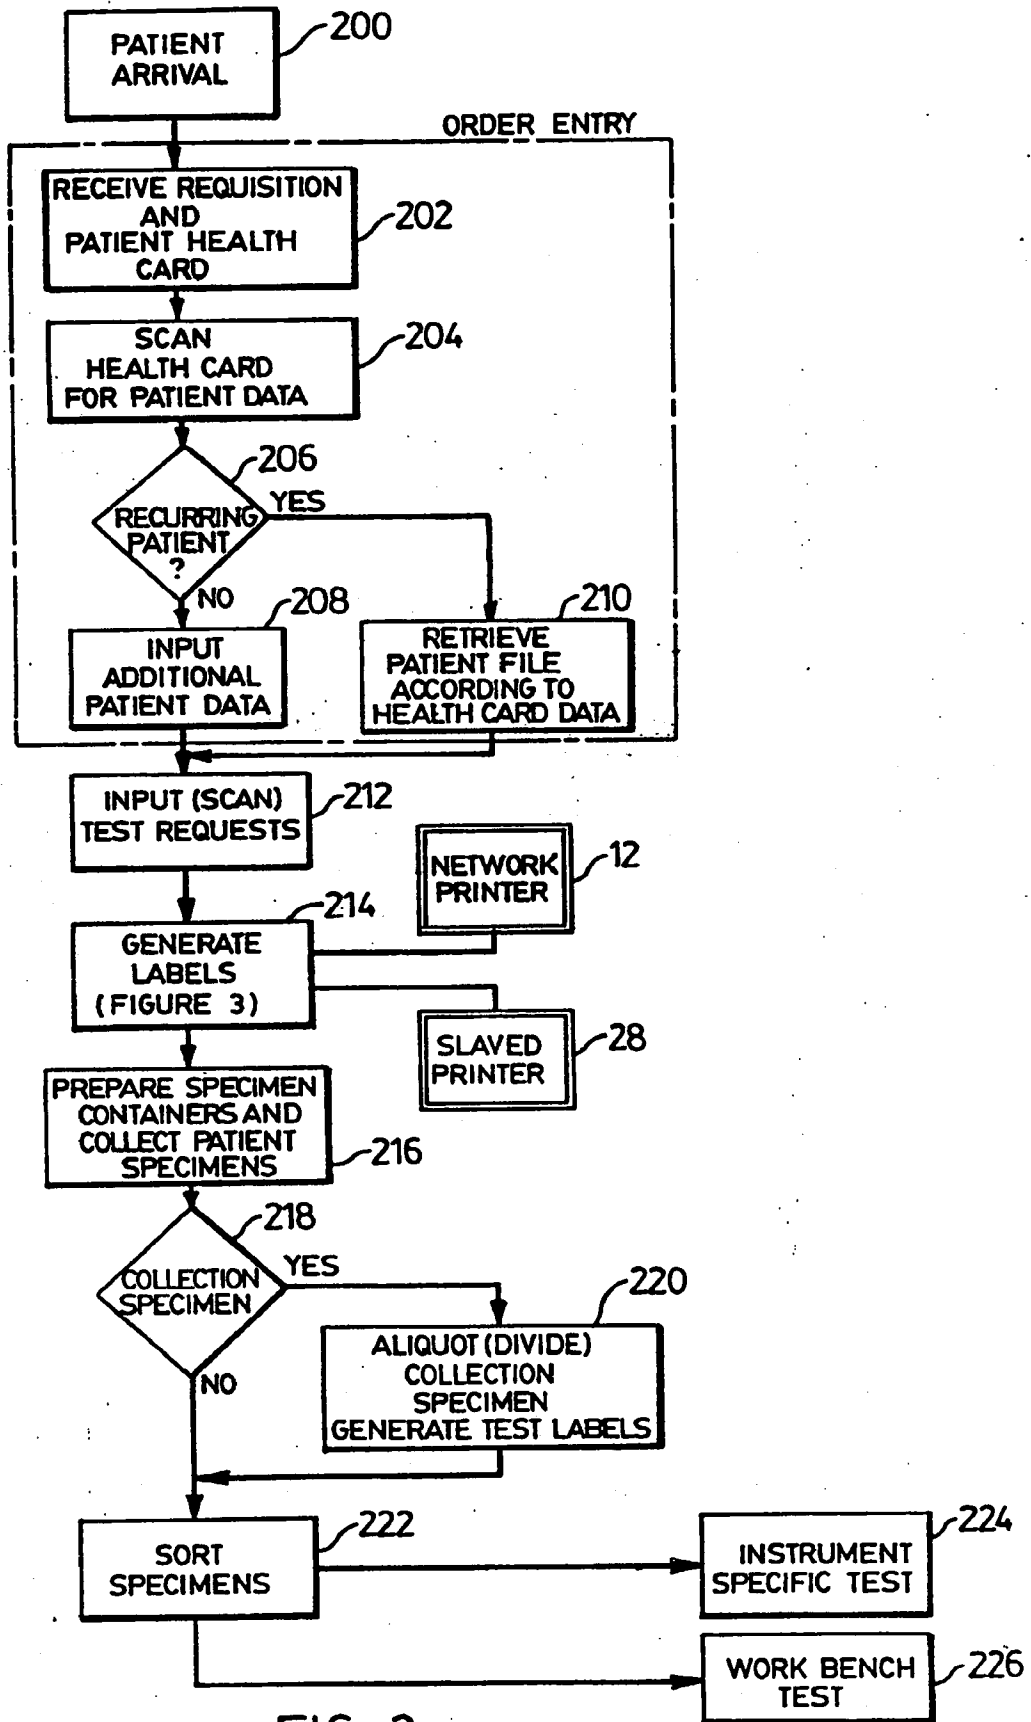 PATIENT
ARRIVAL
200
ORDER ENTRY
RECEIVE REQUISITION
AND
PATIENT HEALTH
CARD
202
SCAN
HEALTH CARD
FOR PATIENT DATA
204
206
RECURRING
PATIENT
?
YES
NO
208
INPUT
ADDITIONAL
PATIENT DATA
210
RETRIEVE
PATIENT FILE
ACCORDING TO
HEALTH CARD DATA
INPUT (SCAN)
TEST REQUESTS
212
NETWORK
PRINTER
12
214
GENERATE
LABELS
(FIGURE 3)
SLAVED
PRINTER
28
PREPARE SPECIMEN
CONTAINERS AND
COLLECT PATIENT
SPECIMENS
216
218
COLLECTION
SPECIMEN
YES
NO
220
ALIQUOT (DIVIDE)
COLLECTION
SPECIMEN
GENERATE TEST LABELS
SORT
SPECIMENS
222
INSTRUMENT
SPECIFIC TEST
224
WORK BENCH
TEST
226